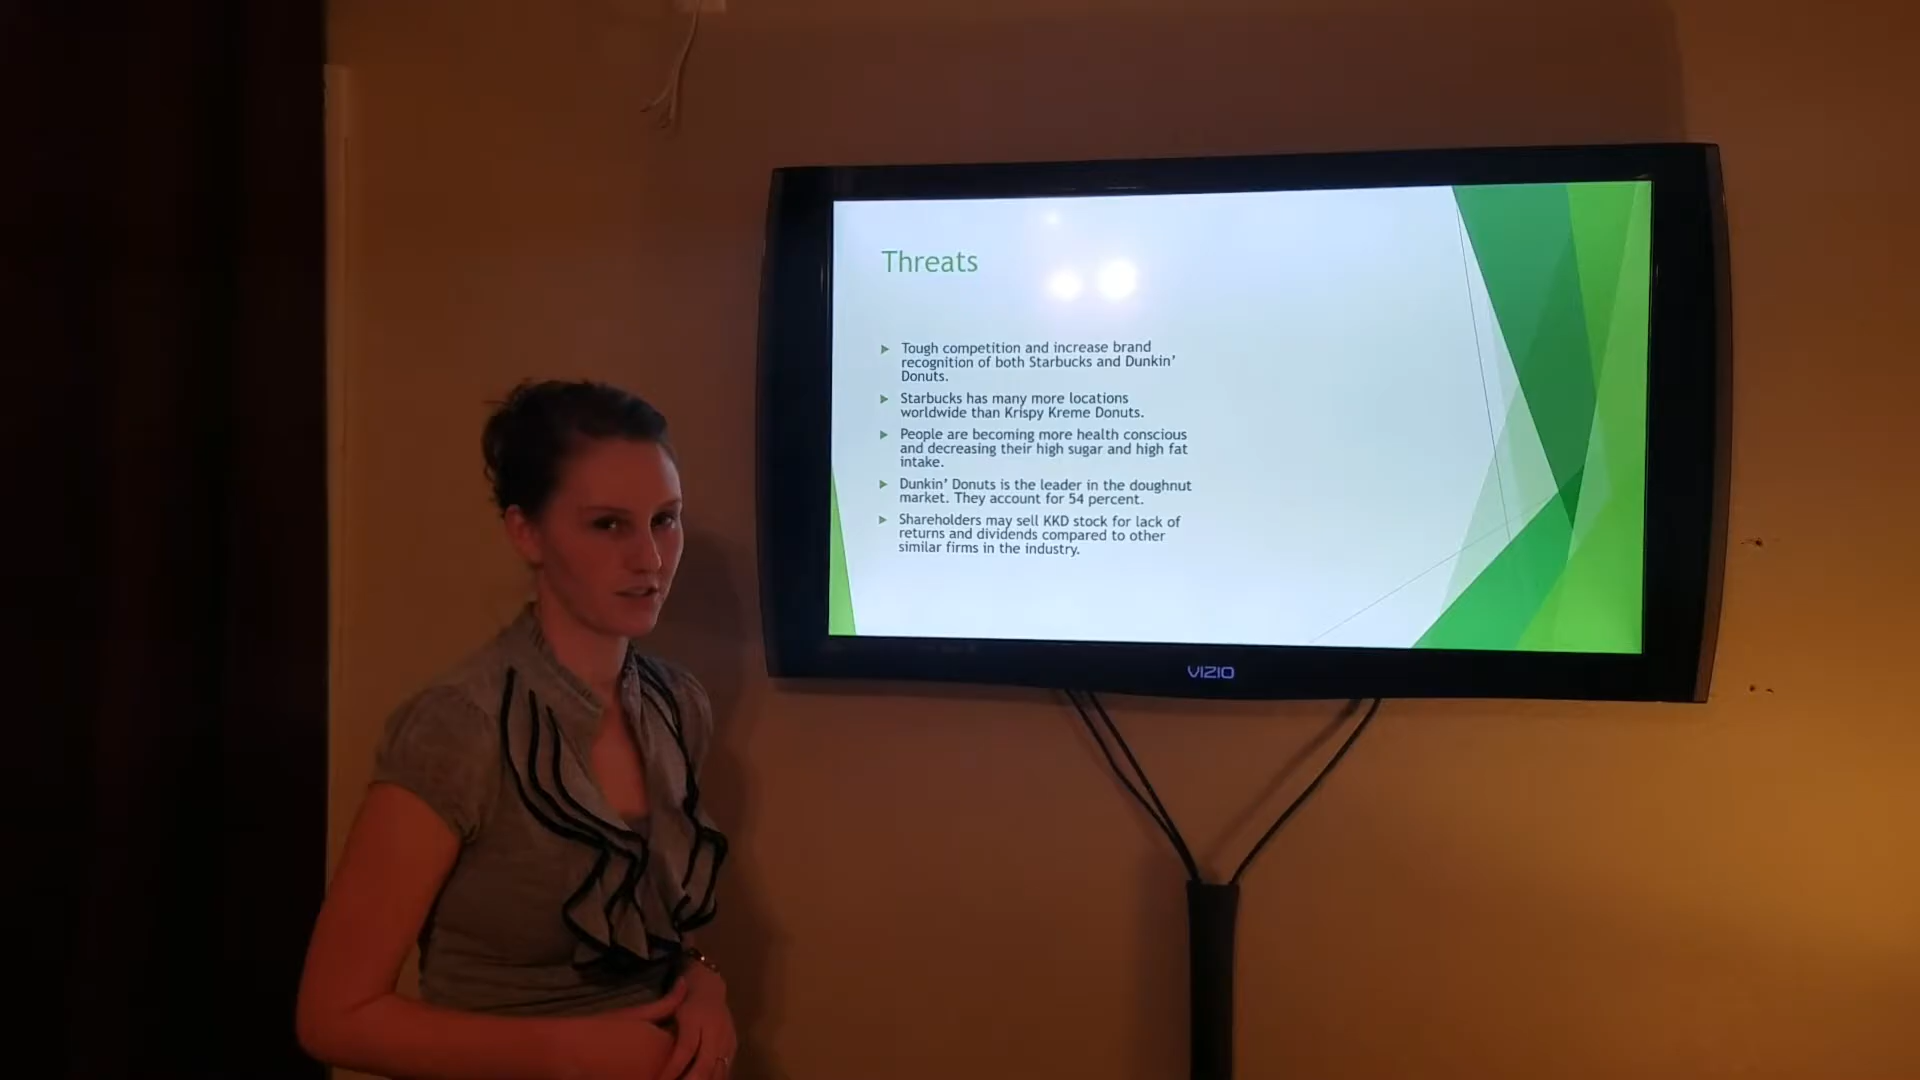 Threats
Tough competition and increase brand
recognition of both Starbucks and Dunkin'
Donuts.
Starbucks has many more locations
worldwide than Krispy Kreme Donuts.
People are becoming more health conscious
and decreasing their high sugar and high fat
intake.
Dunkin' Donuts is the leader in the doughnut
market. They account for 54 percent.
Shareholders may sell KKD stock for lack of
returns and dividends compared to other
similar firms in the industry.
VIZIO